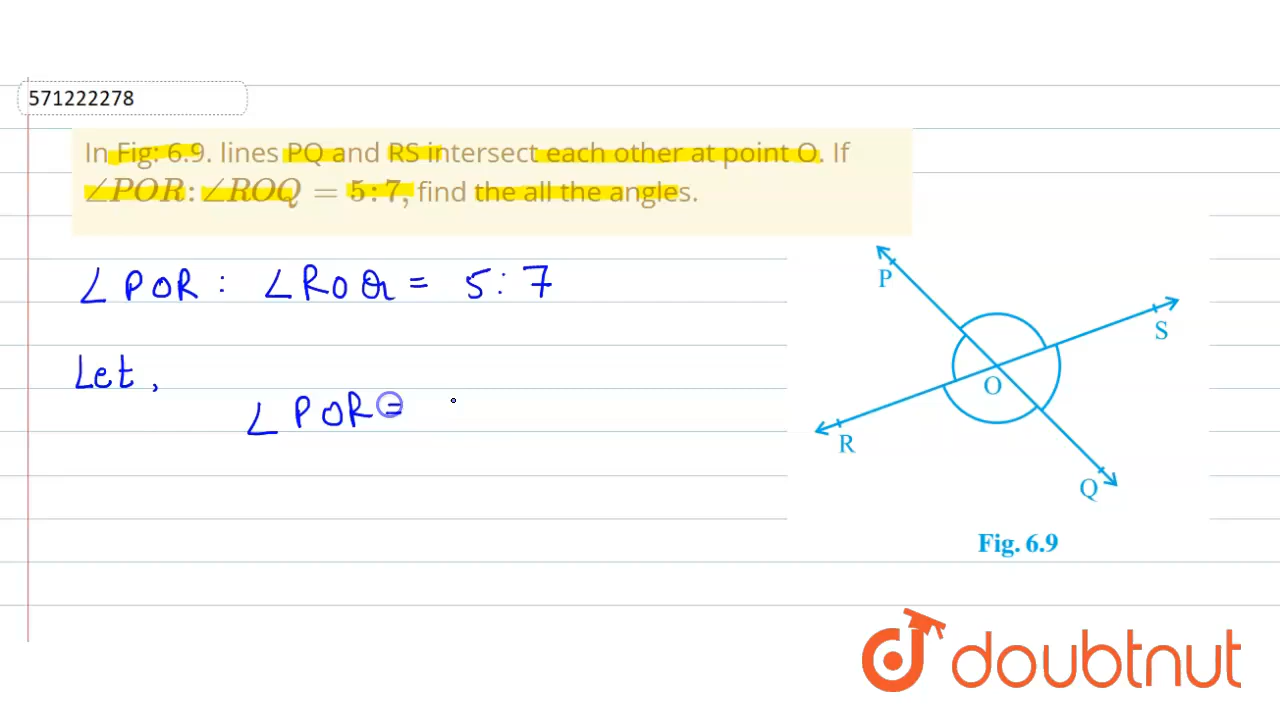 571222278
In Fig: 6.9. lines PQ and RS intersect each other at point O. If
∠POR: ∠ROQ = 5 : 7, find the all the angles.
∠POR : ∠ROQ = 5 : 7
Let,
∠POR =
P
S
O
R
Q
Fig. 6.9
doubtnut